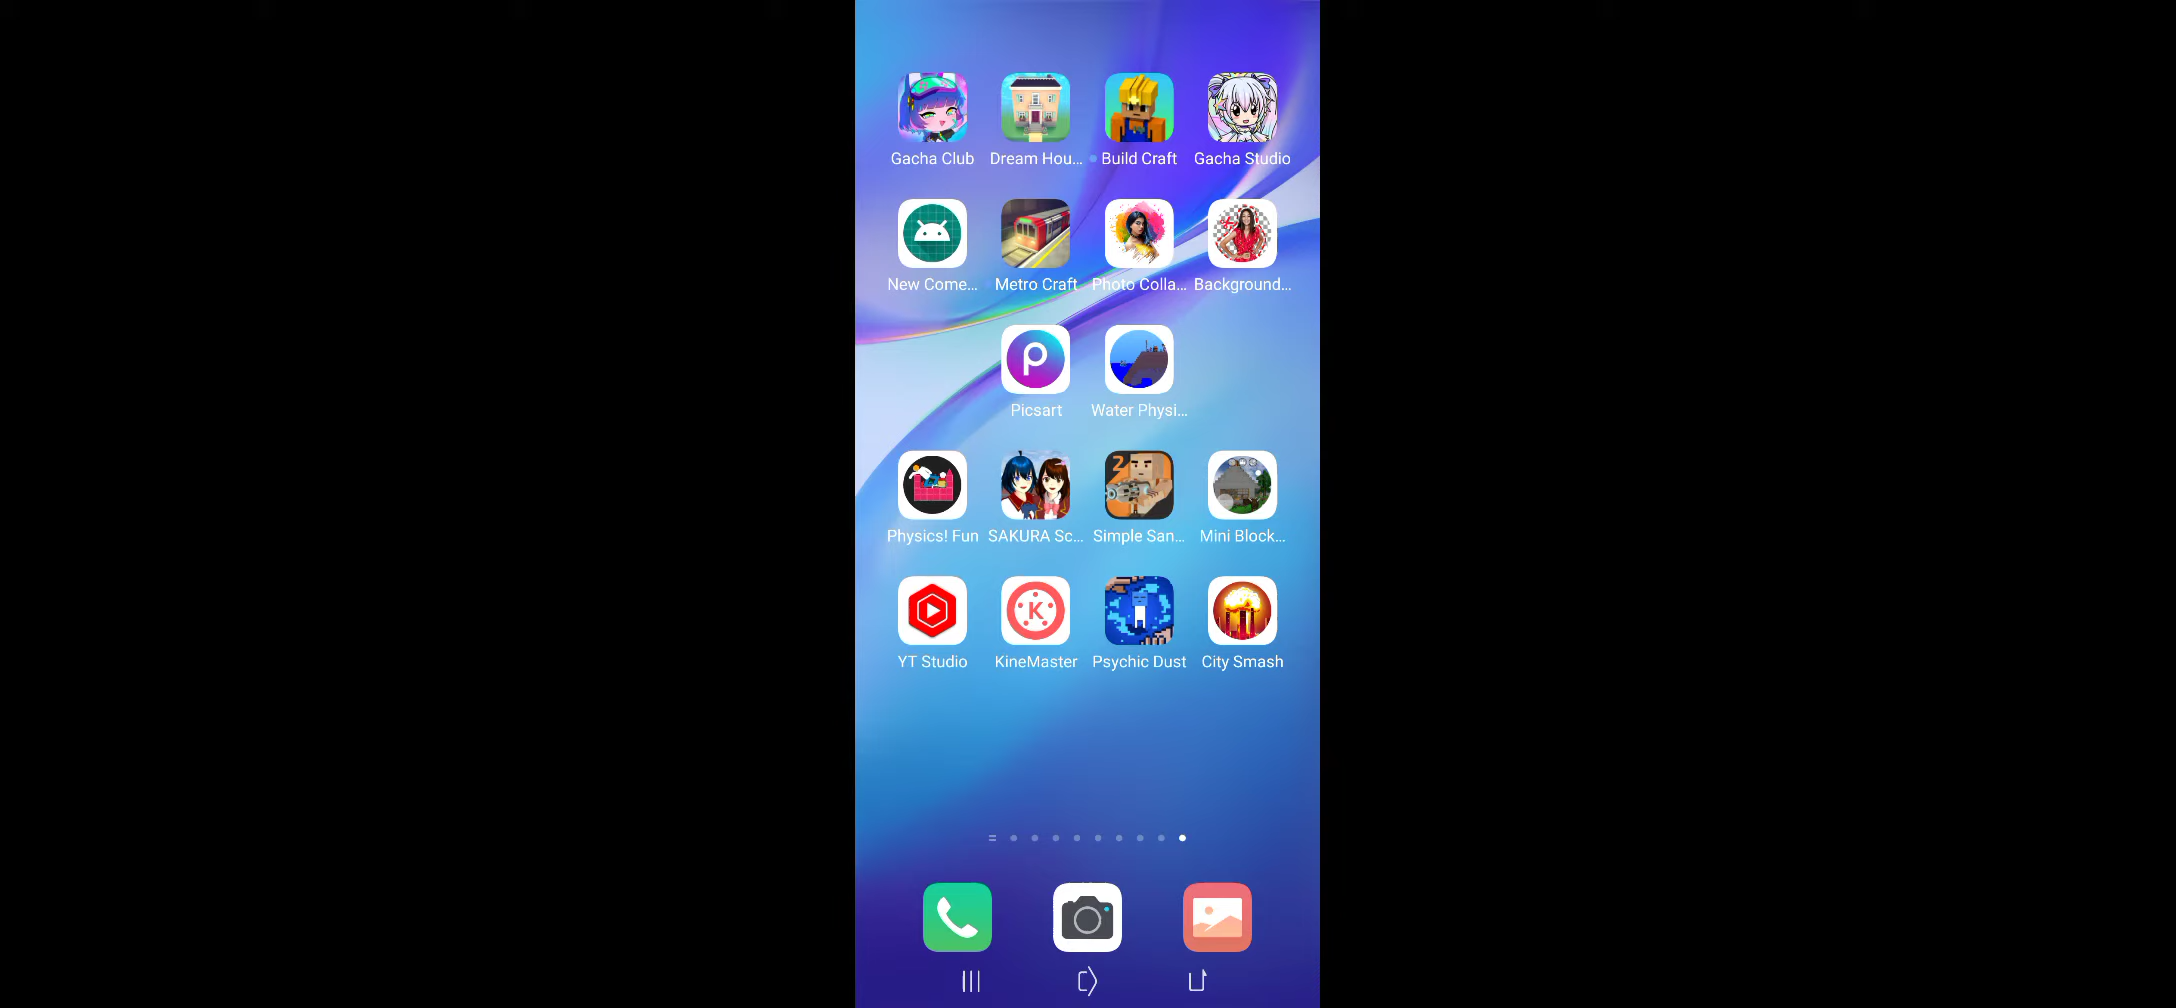 Gacha Club Dream Hou... Build Craft Gacha Studio
New Come... Metro Craft Photo Colla... Background...
Picsart Water Physi...
Physics! Fun SAKURA Sc... Simple San... Mini Block...
YT Studio KineMaster Psychic Dust City Smash